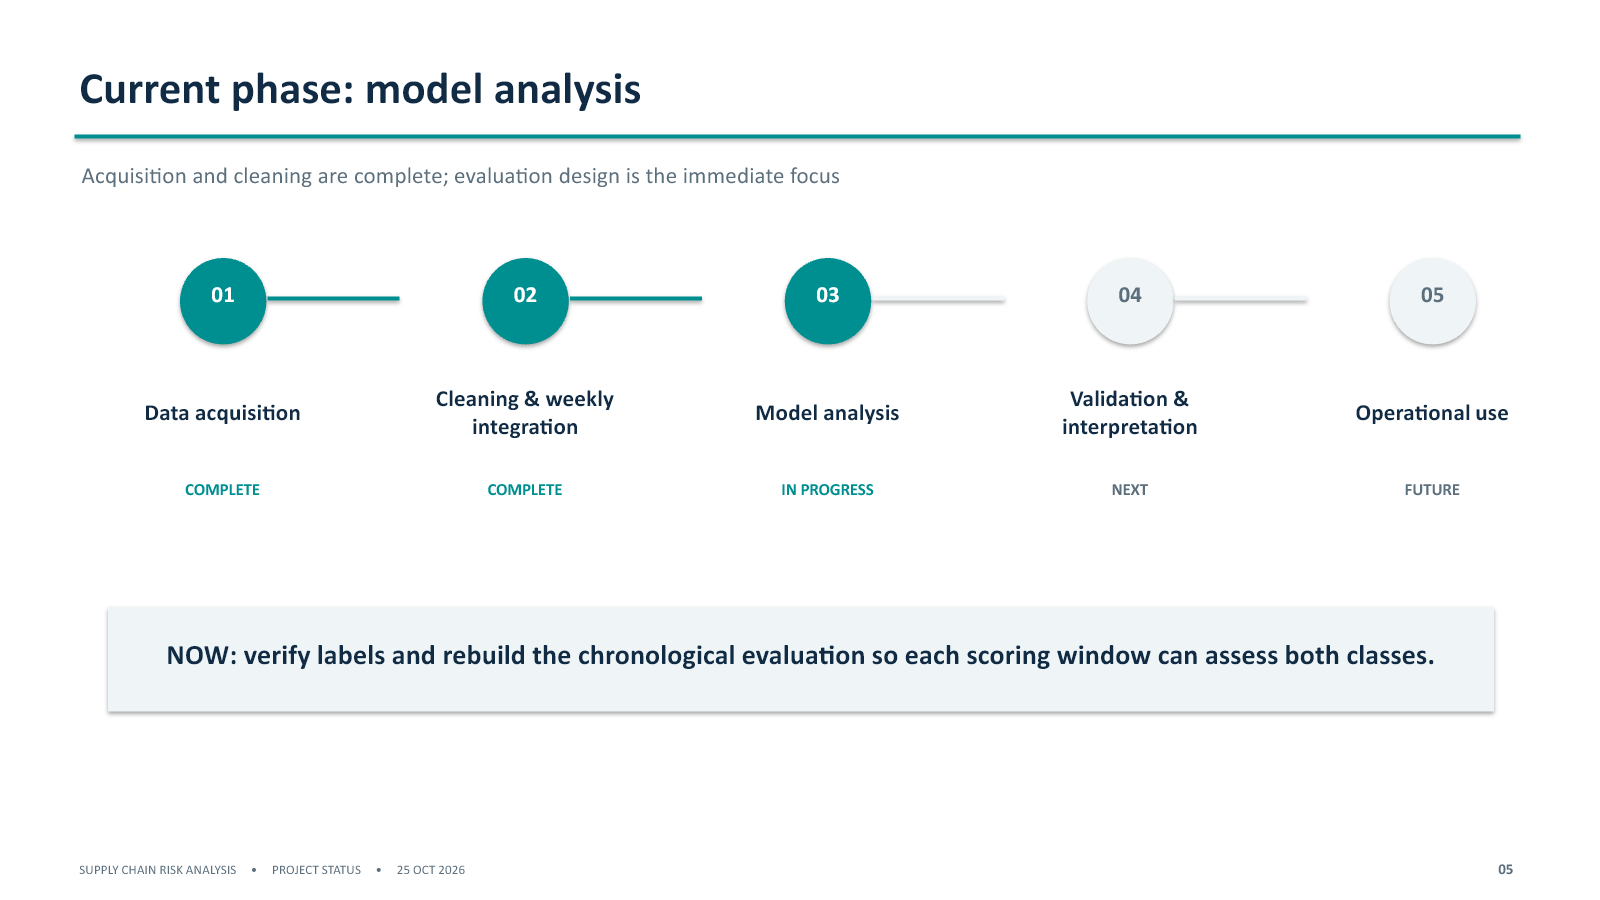 Current phase: model analysis
Acquisition and cleaning are complete; evaluation design is the immediate focus
01
02
03
04
05
Data acquisition
Cleaning & weekly
integration
Model analysis
Validation &
interpretation
Operational use
COMPLETE
COMPLETE
IN PROGRESS
NEXT
FUTURE
NOW: verify labels and rebuild the chronological evaluation so each scoring window can assess both classes.
SUPPLY CHAIN RISK ANALYSIS • PROJECT STATUS • 25 OCT 2026
05